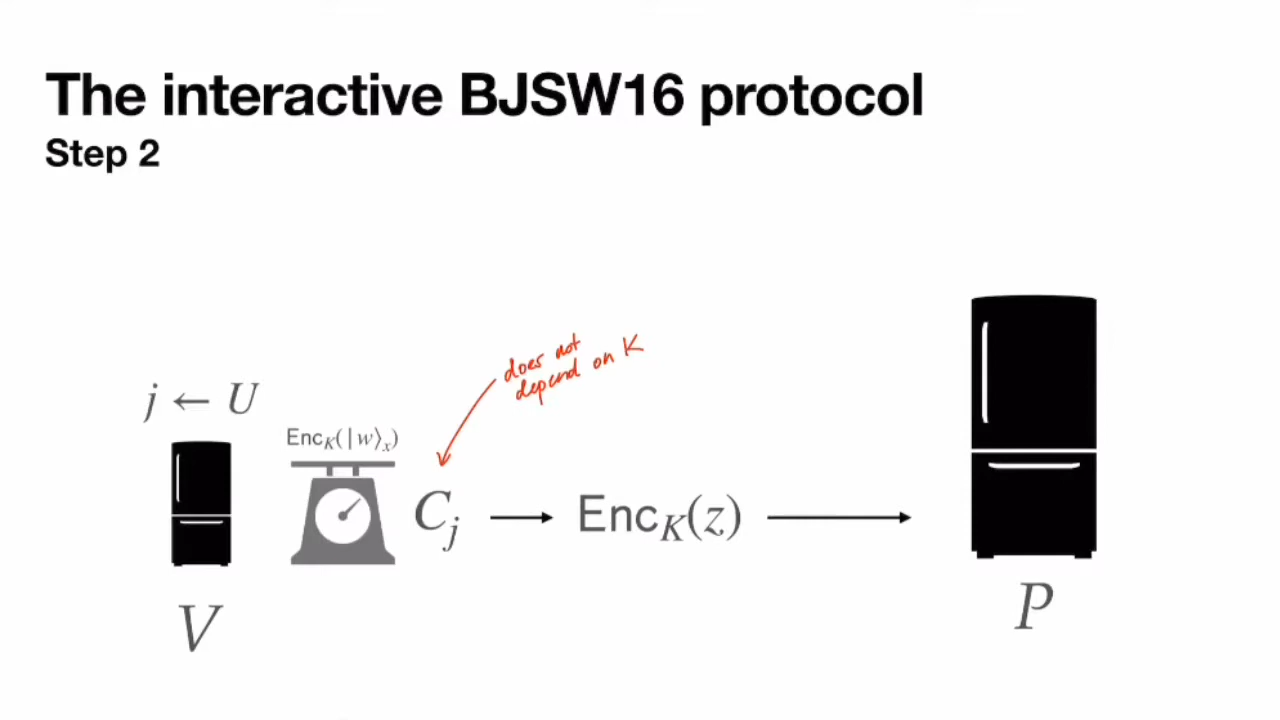 The interactive BJSW16 protocol
Step 2
does not
depend on K
j ← U
Enc_K(|w⟩_x)
C_j → Enc_K(z)
V
P